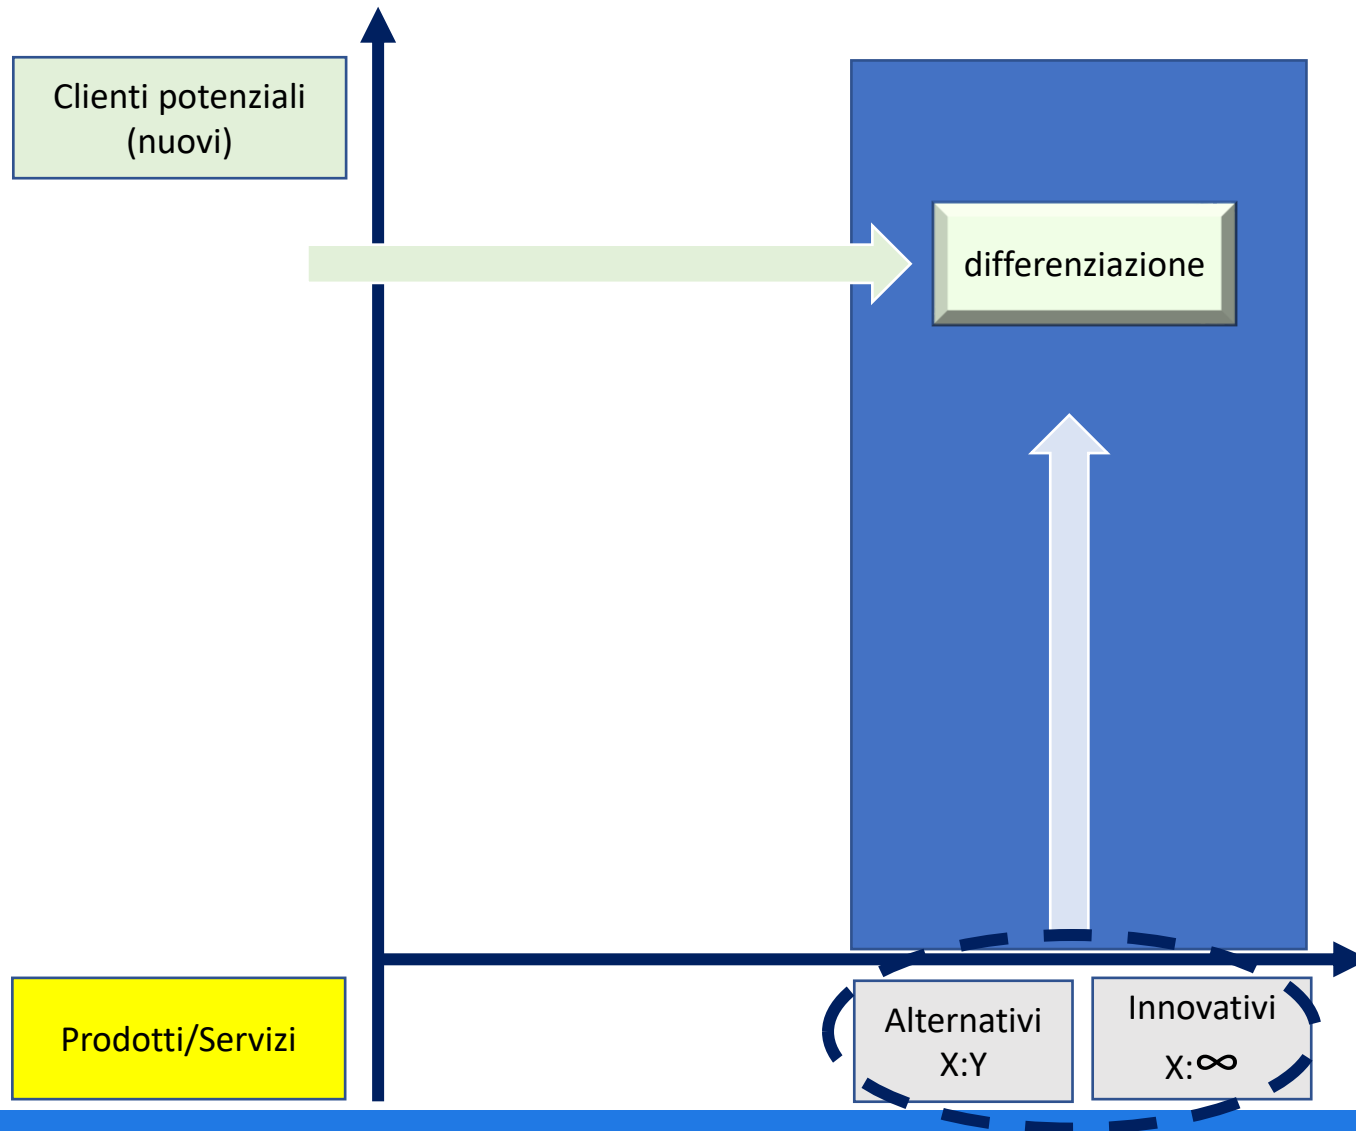 Clienti potenziali
(nuovi)
differenziazione
Prodotti/Servizi
Alternativi
X:Y
Innovativi
X:∞